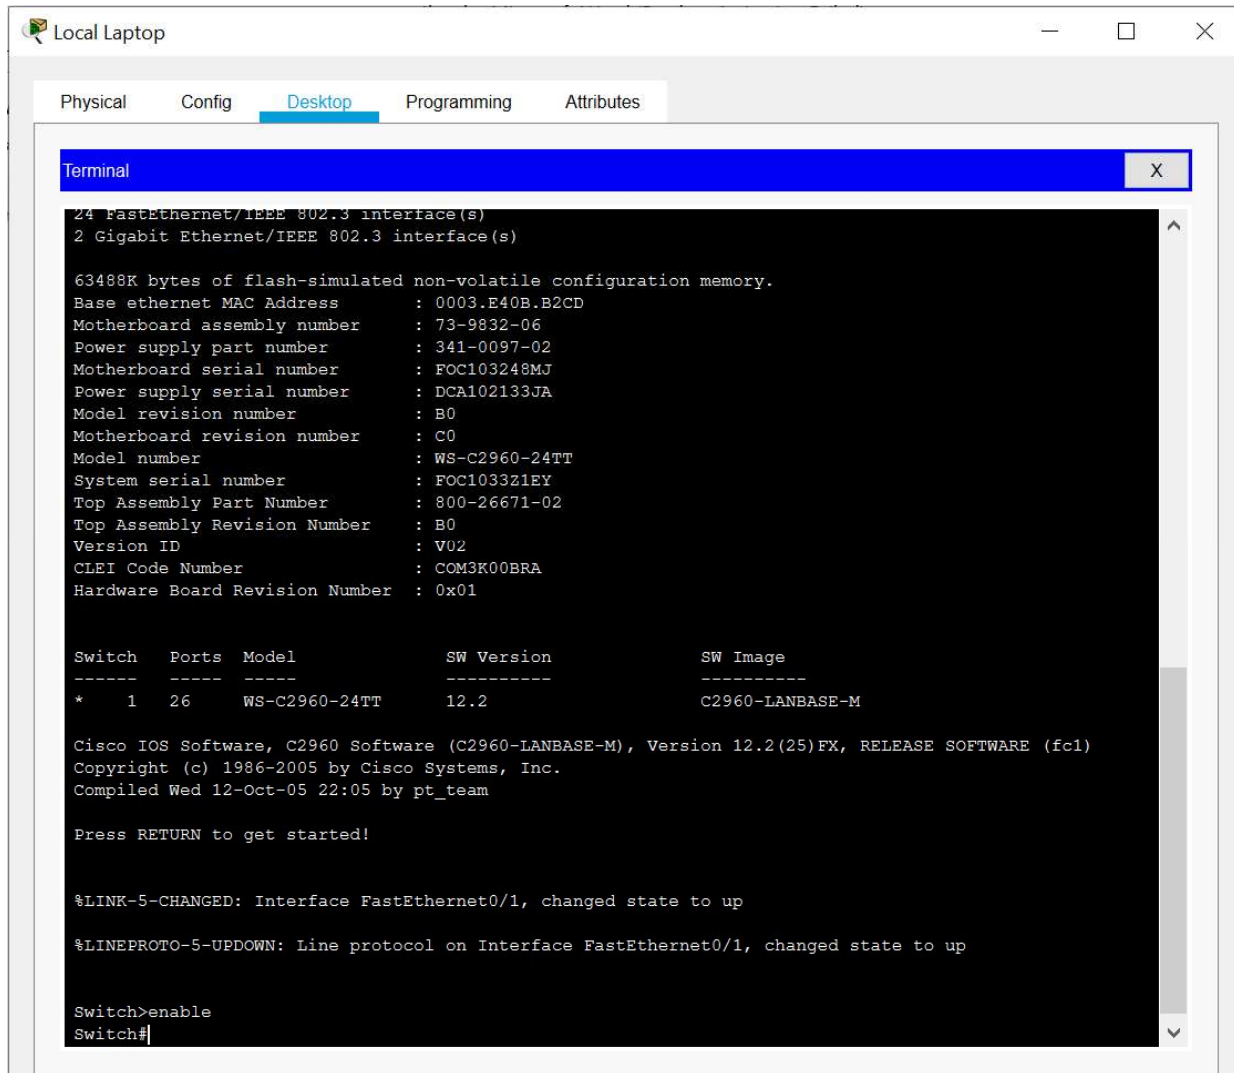 Local Laptop
Physical Config Desktop Programming Attributes
Terminal X
24 FastEthernet/IEEE 802.3 interface(s)
2 Gigabit Ethernet/IEEE 802.3 interface(s)
63488K bytes of flash-simulated non-volatile configuration memory.
Base ethernet MAC Address : 0003.E40B.B2CD
Motherboard assembly number : 73-9832-06
Power supply part number : 341-0097-02
Motherboard serial number : FOC103248MJ
Power supply serial number : DCA102133JA
Model revision number : B0
Motherboard revision number : C0
Model number : WS-C2960-24TT
System serial number : FOC1033Z1EY
Top Assembly Part Number : 800-26671-02
Top Assembly Revision Number : B0
Version ID : V02
CLEI Code Number : COM3K00BRA
Hardware Board Revision Number : 0x01
Switch Ports Model SW Version SW Image
------ ----- ----- ---------- ----------
* 1 26 WS-C2960-24TT 12.2 C2960-LANBASE-M
Cisco IOS Software, C2960 Software (C2960-LANBASE-M), Version 12.2(25)FX, RELEASE SOFTWARE (fc1)
Copyright (c) 1986-2005 by Cisco Systems, Inc.
Compiled Wed 12-Oct-05 22:05 by pt_team
Press RETURN to get started!
%LINK-5-CHANGED: Interface FastEthernet0/1, changed state to up
%LINEPROTO-5-UPDOWN: Line protocol on Interface FastEthernet0/1, changed state to up
Switch>enable
Switch#